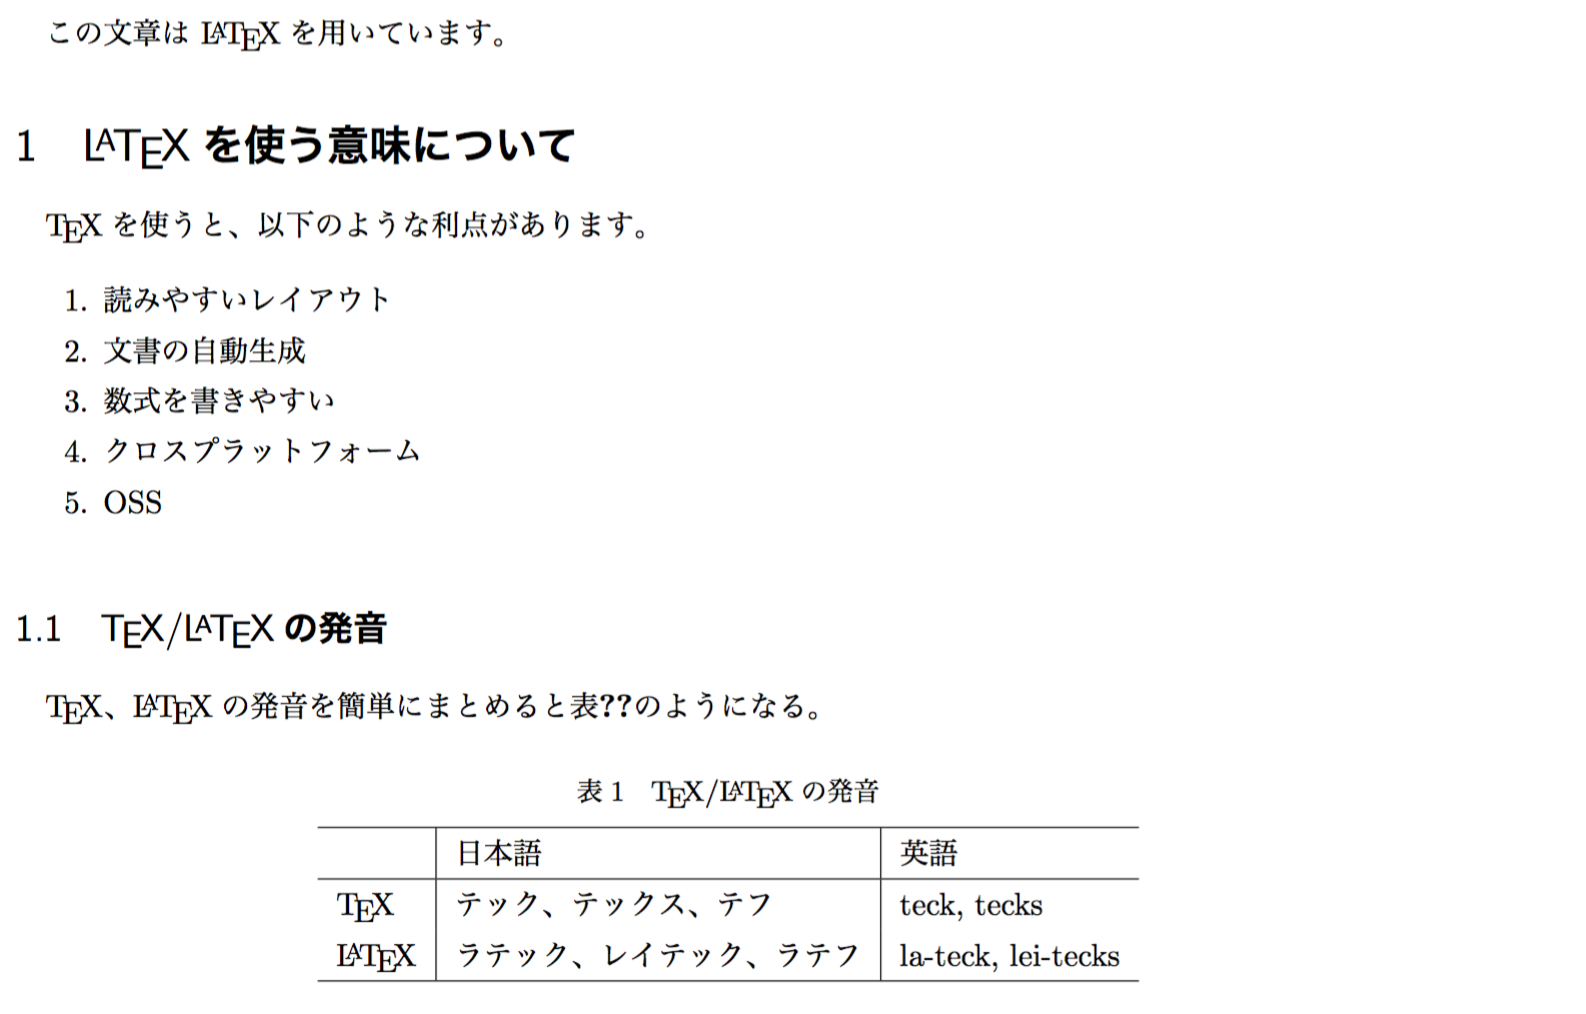 この文章は LATEX を用いています。
1 LATEX を使う意味について
TEX を使うと、以下のような利点があります。
1. 読みやすいレイアウト
2. 文書の自動生成
3. 数式を書きやすい
4. クロスプラットフォーム
5. OSS
1.1 TEX/LATEX の発音
TEX、LATEX の発音を簡単にまとめると表??のようになる。
表 1 TEX/LATEX の発音
日本語 英語
TEX テック、テックス、テフ teck, tecks
LATEX ラテック、レイテック、ラテフ la-teck, lei-tecks